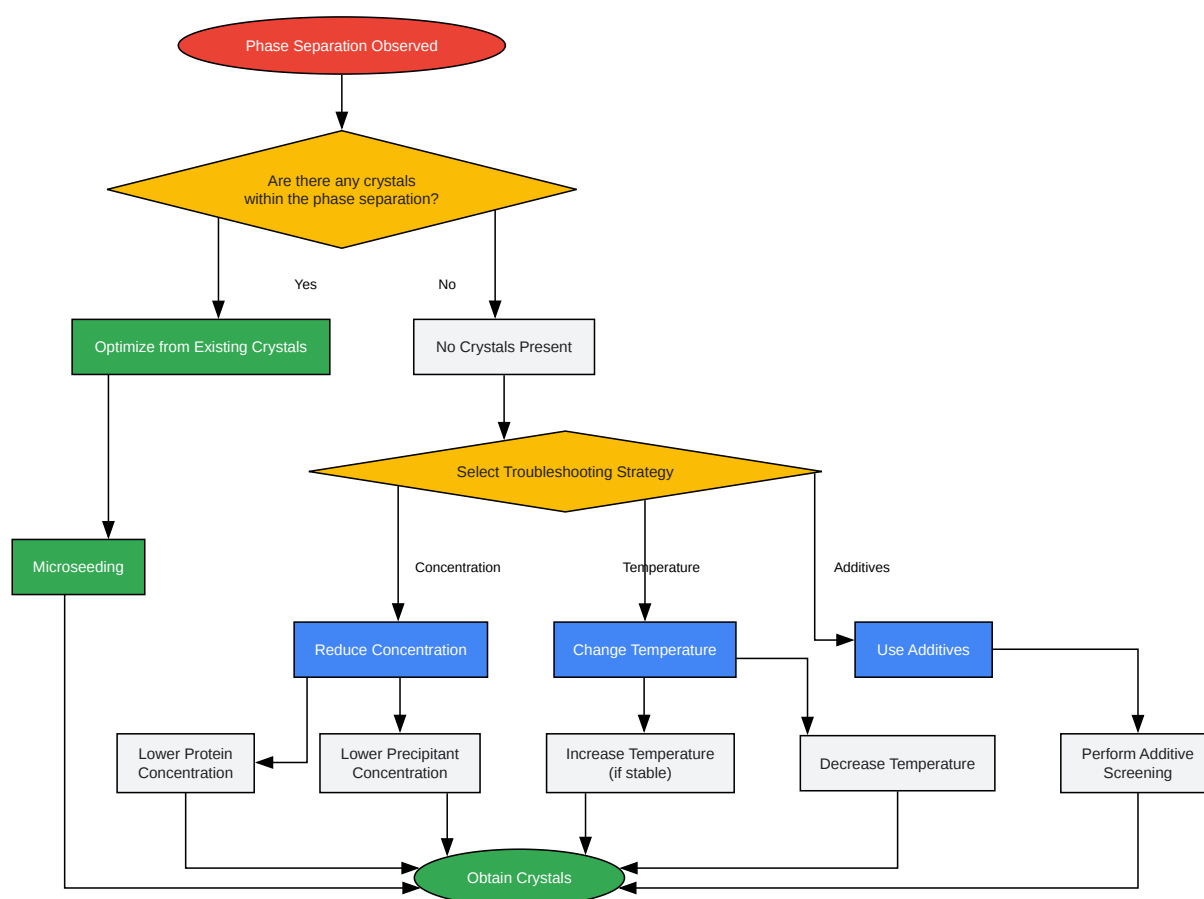 Phase Separation Observed
Are there any crystals
within the phase separation?
Yes
No
Optimize from Existing Crystals
No Crystals Present
Select Troubleshooting Strategy
Microseeding
Concentration
Temperature
Additives
Reduce Concentration
Change Temperature
Use Additives
Lower Protein
Concentration
Lower Precipitant
Concentration
Increase Temperature
(if stable)
Decrease Temperature
Perform Additive
Screening
Obtain Crystals